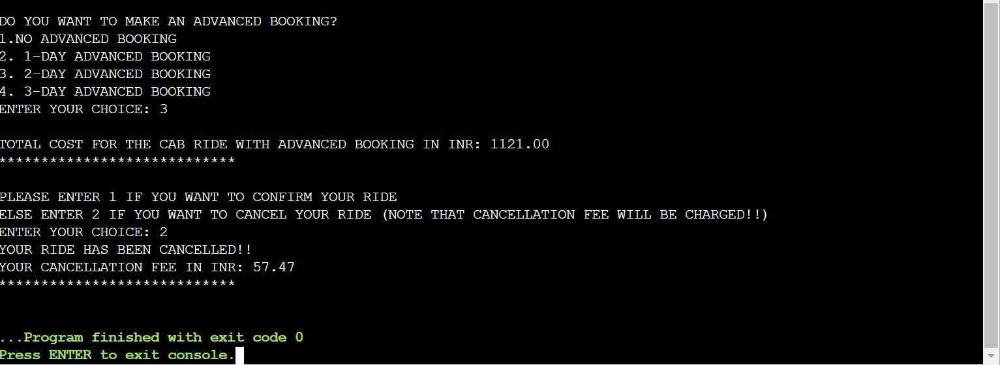 DO YOU WANT TO MAKE AN ADVANCED BOOKING?
1.NO ADVANCED BOOKING
2. 1-DAY ADVANCED BOOKING
3. 2-DAY ADVANCED BOOKING
4. 3-DAY ADVANCED BOOKING
ENTER YOUR CHOICE: 3
TOTAL COST FOR THE CAB RIDE WITH ADVANCED BOOKING IN INR: 1121.00
****************************
PLEASE ENTER 1 IF YOU WANT TO CONFIRM YOUR RIDE
ELSE ENTER 2 IF YOU WANT TO CANCEL YOUR RIDE (NOTE THAT CANCELLATION FEE WILL BE CHARGED!!)
ENTER YOUR CHOICE: 2
YOUR RIDE HAS BEEN CANCELLED!!
YOUR CANCELLATION FEE IN INR: 57.47
****************************
...Program finished with exit code 0
Press ENTER to exit console.